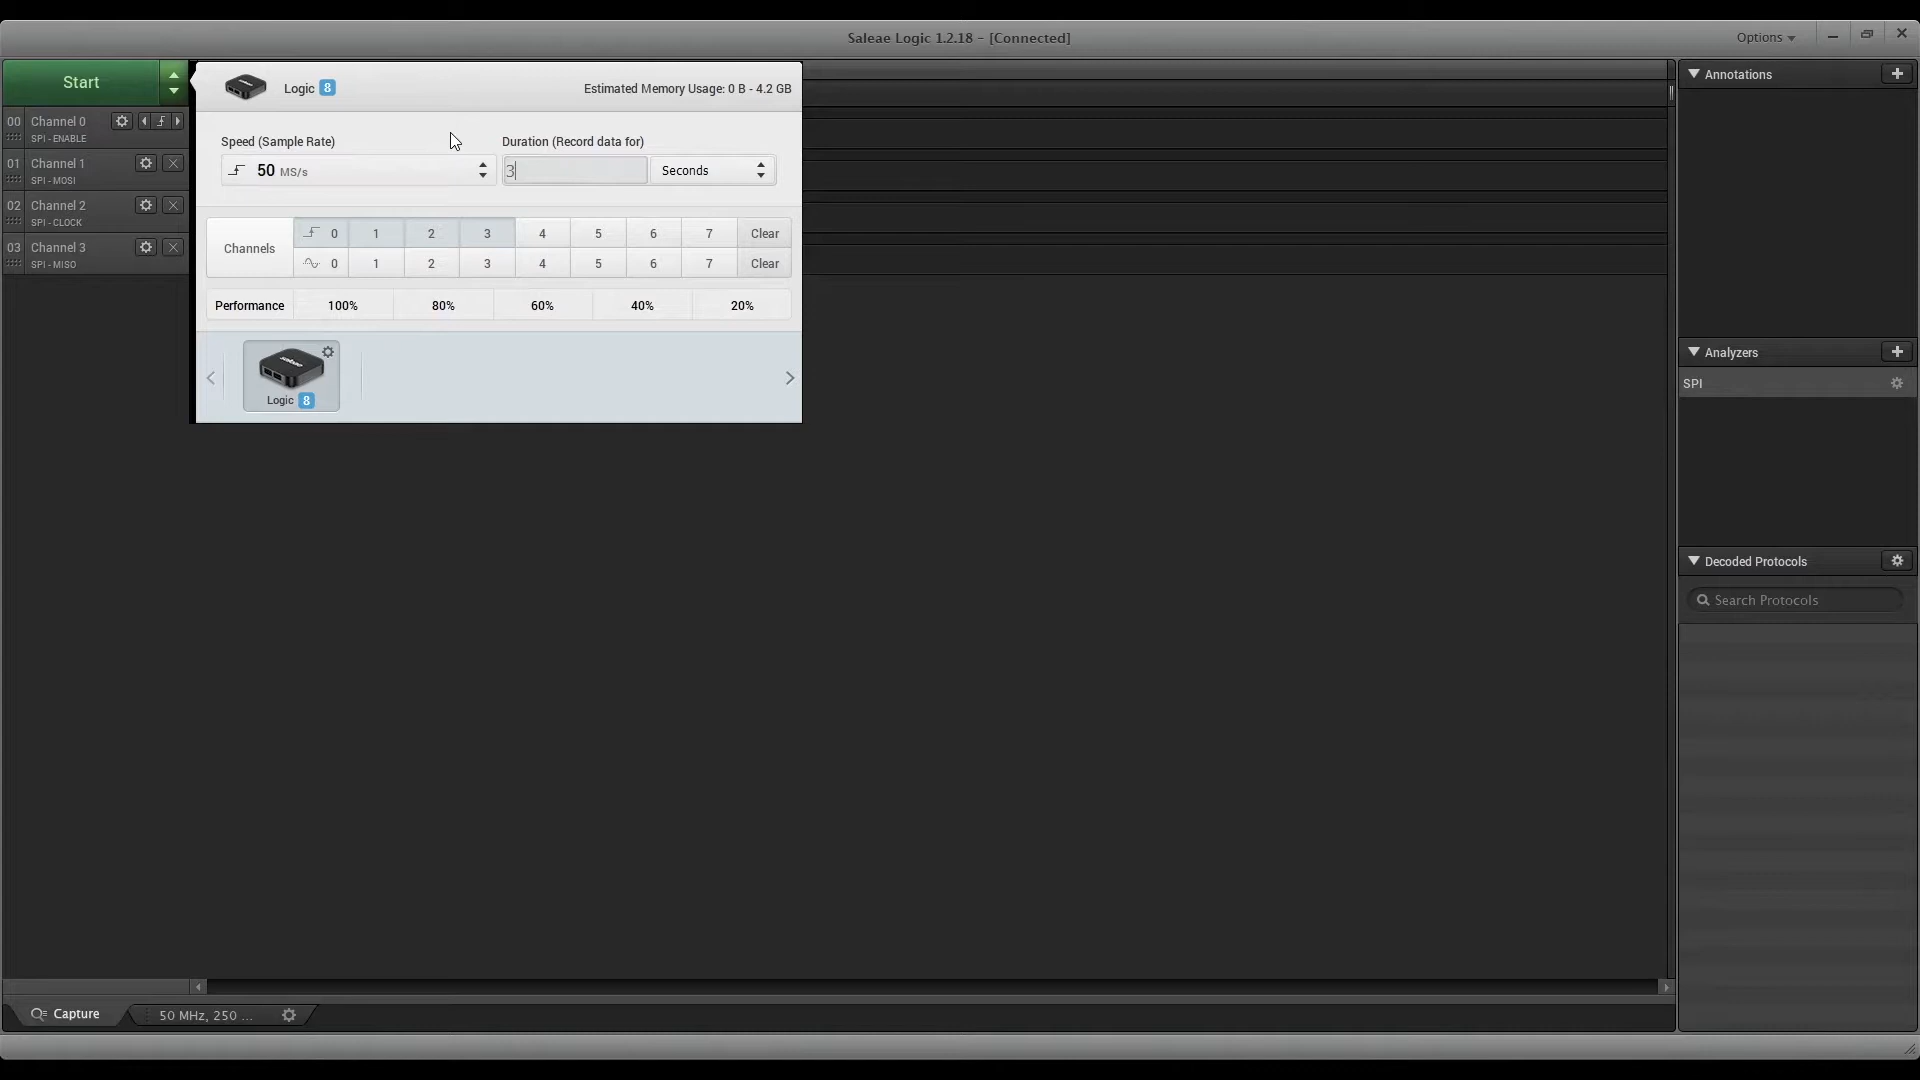 Saleae Logic 1.2.18 - [Connected]
Options
Start
Logic 8
Estimated Memory Usage: 0 B - 4.2 GB
Annotations
00 Channel 0
SPI - ENABLE
Speed (Sample Rate)
Duration (Record data for)
50 MS/s
3
Seconds
01 Channel 1
SPI - MOSI
02 Channel 2
SPI - CLOCK
03 Channel 3
SPI - MISO
Channels
0 1 2 3 4 5 6 7 Clear
0 1 2 3 4 5 6 7 Clear
Performance 100% 80% 60% 40% 20%
saleae
Logic 8
Analyzers
SPI
Decoded Protocols
Search Protocols
Capture
50 MHz, 250 ...